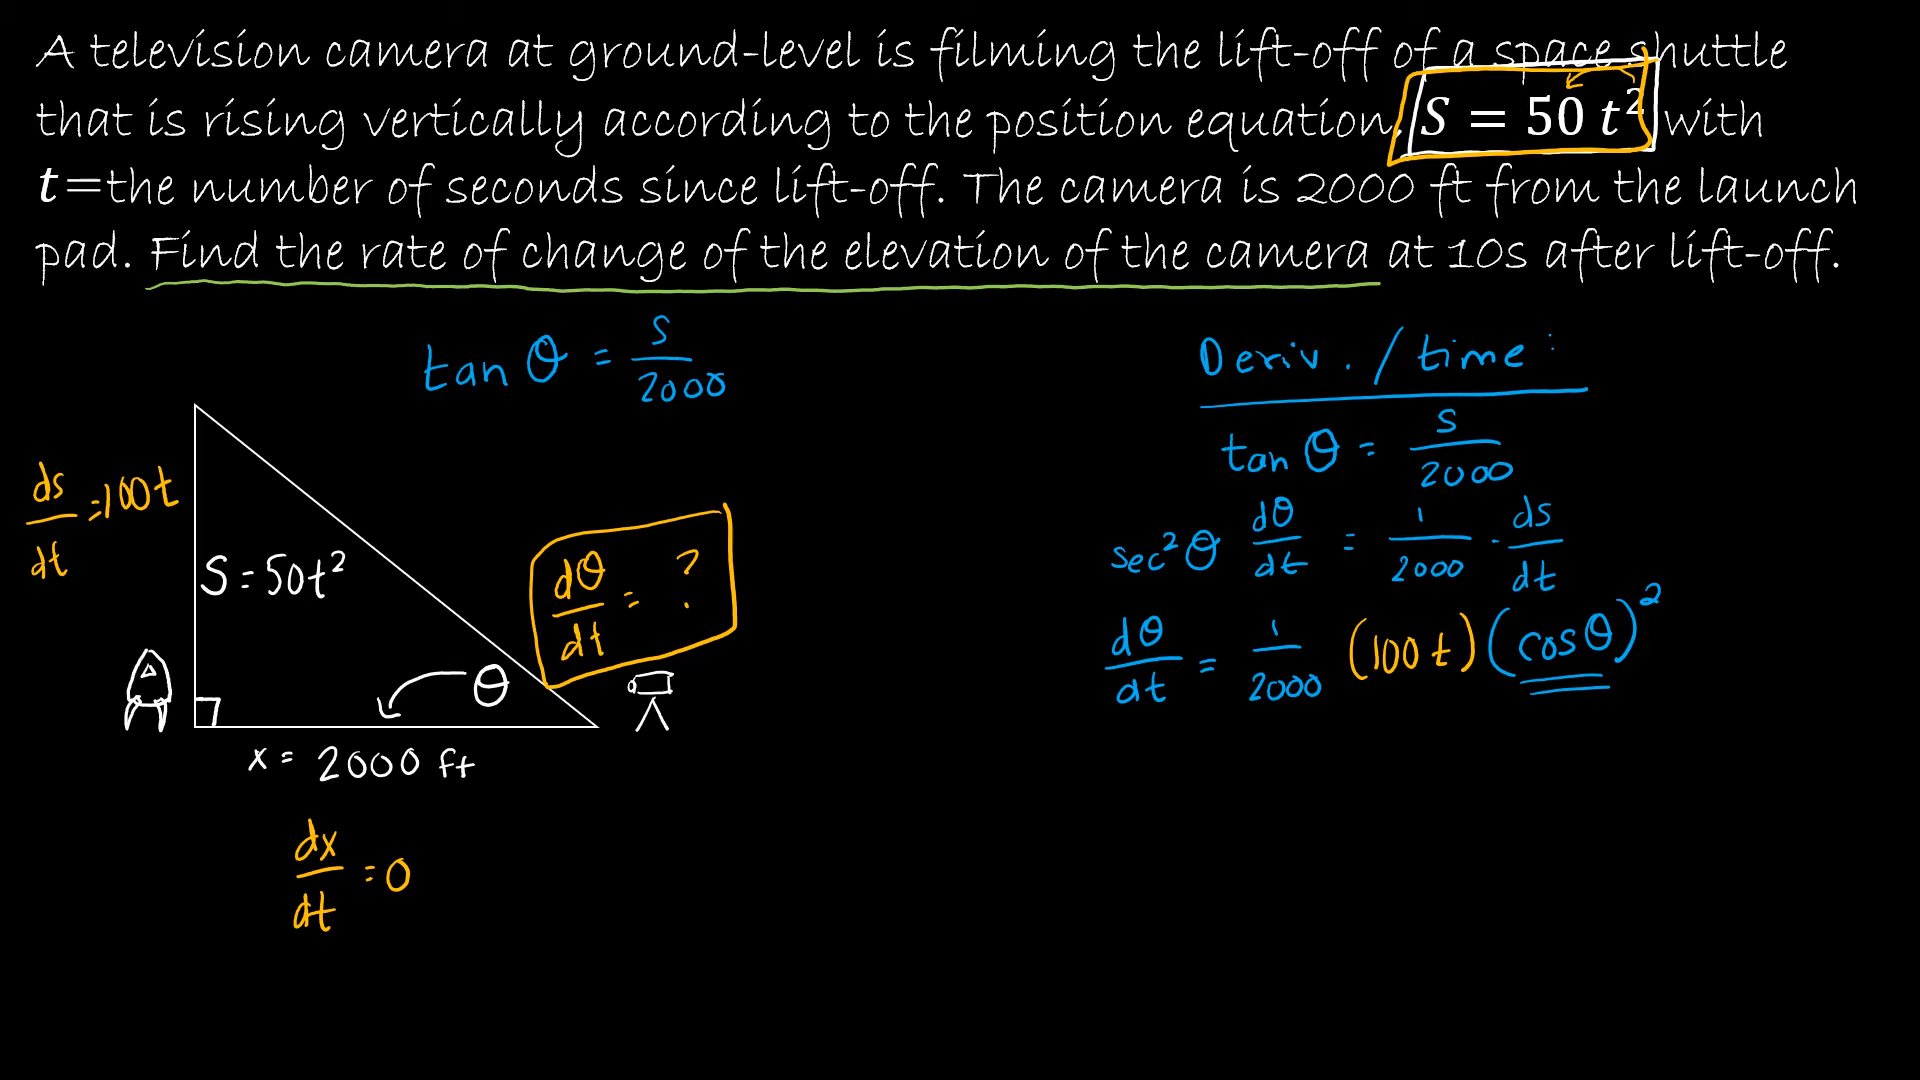 A television camera at ground-level is filming the lift-off of a space shuttle
that is rising vertically according to the position equation, S = 50 t² with
t=the number of seconds since lift-off. The camera is 2000 ft from the launch
pad. Find the rate of change of the elevation of the camera at 10s after lift-off.
tan θ = s/2000
ds/dt = 100t
S = 50t²
dθ/dt = ?
θ
x = 2000 ft
dx/dt = 0
Deriv. / time:
tan θ = s/2000
sec² θ dθ/dt = 1/2000 · ds/dt
dθ/dt = 1/2000 (100 t) (cos θ)²